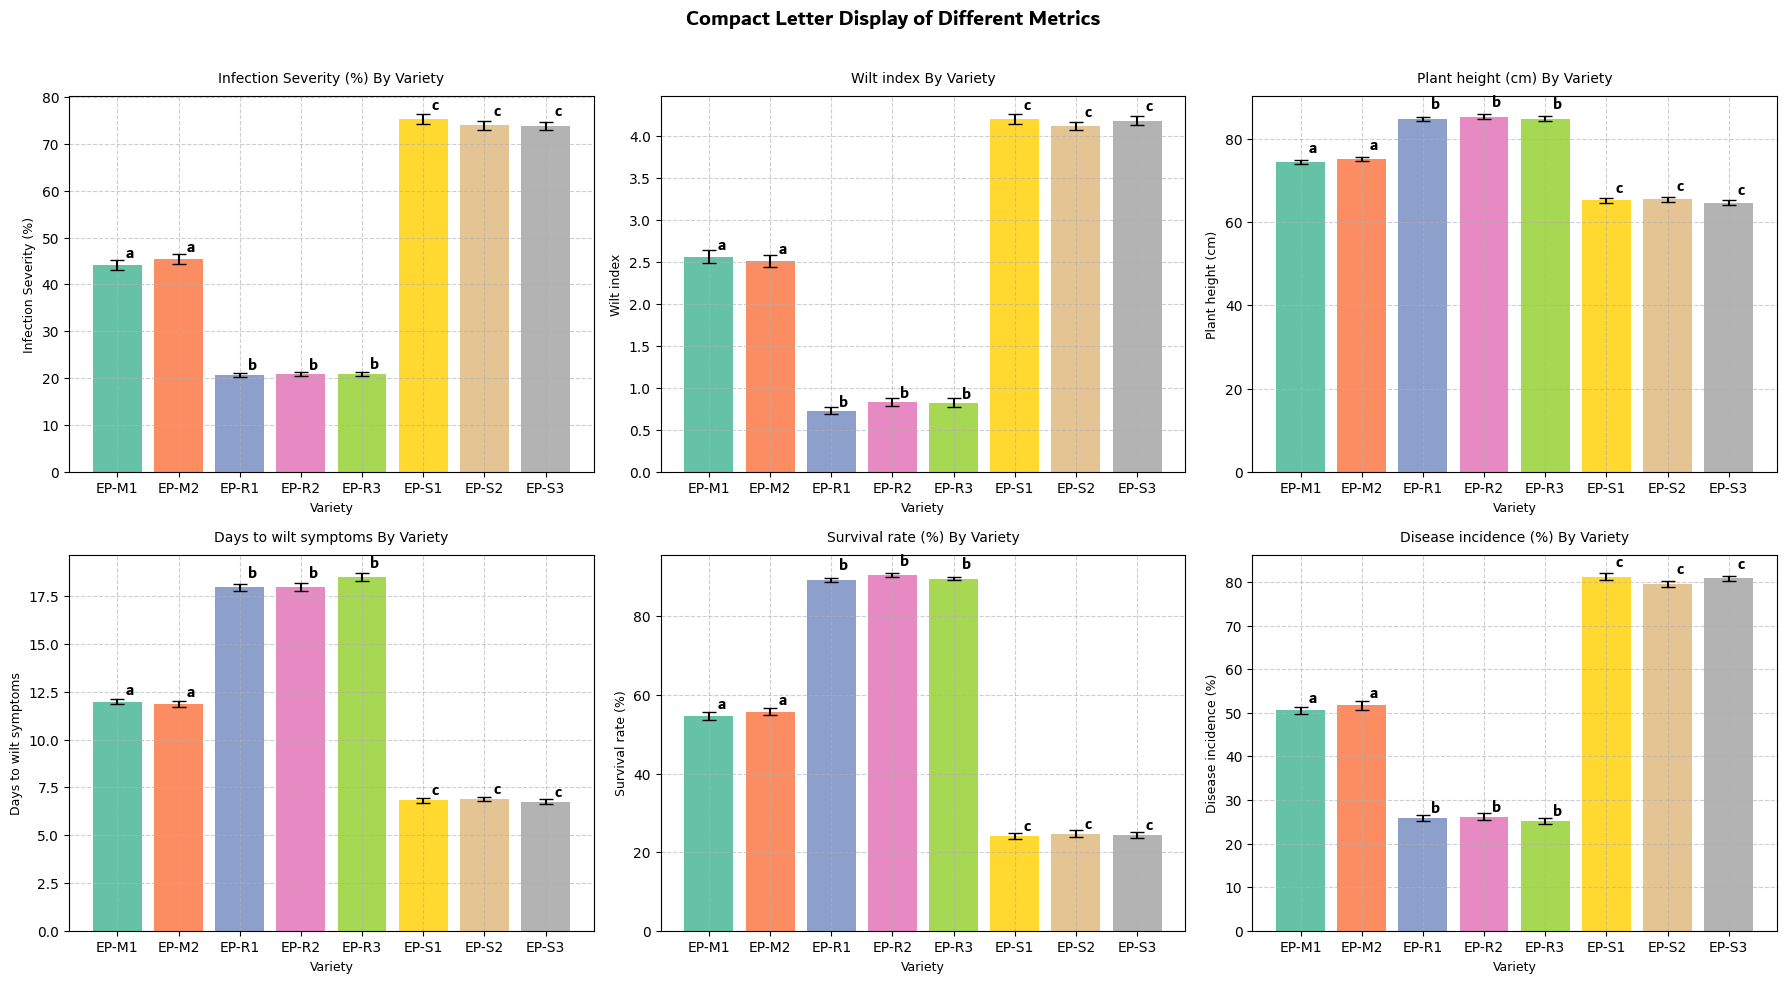 Compact Letter Display of Different Metrics
Infection Severity (%) By Variety
Infection Severity (%)
80
70
60
50
40
30
20
10
0
a a b b b c c c
EP-M1 EP-M2 EP-R1 EP-R2 EP-R3 EP-S1 EP-S2 EP-S3
Variety
Wilt index By Variety
Wilt index
4.0
3.5
3.0
2.5
2.0
1.5
1.0
0.5
0.0
a a b b b c c c
EP-M1 EP-M2 EP-R1 EP-R2 EP-R3 EP-S1 EP-S2 EP-S3
Variety
Plant height (cm) By Variety
Plant height (cm)
80
60
40
20
0
a a b b b c c c
EP-M1 EP-M2 EP-R1 EP-R2 EP-R3 EP-S1 EP-S2 EP-S3
Variety
Days to wilt symptoms By Variety
Days to wilt symptoms
17.5
15.0
12.5
10.0
7.5
5.0
2.5
0.0
a a b b b c c c
EP-M1 EP-M2 EP-R1 EP-R2 EP-R3 EP-S1 EP-S2 EP-S3
Variety
Survival rate (%) By Variety
Survival rate (%)
80
60
40
20
0
a a b b b c c c
EP-M1 EP-M2 EP-R1 EP-R2 EP-R3 EP-S1 EP-S2 EP-S3
Variety
Disease incidence (%) By Variety
Disease incidence (%)
80
70
60
50
40
30
20
10
0
a a b b b c c c
EP-M1 EP-M2 EP-R1 EP-R2 EP-R3 EP-S1 EP-S2 EP-S3
Variety